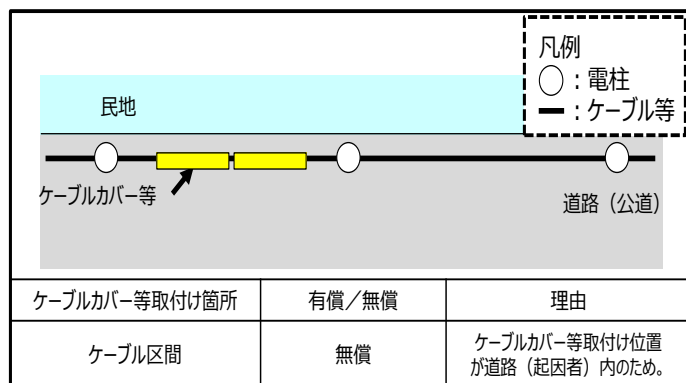 凡例
：電柱
：ケーブル等
民地
ケーブルカバー等
道路（公道）
ケーブルカバー等取付け箇所
有償／無償
理由
ケーブル区間
無償
ケーブルカバー等取付け位置
が道路（起因者）内のため。